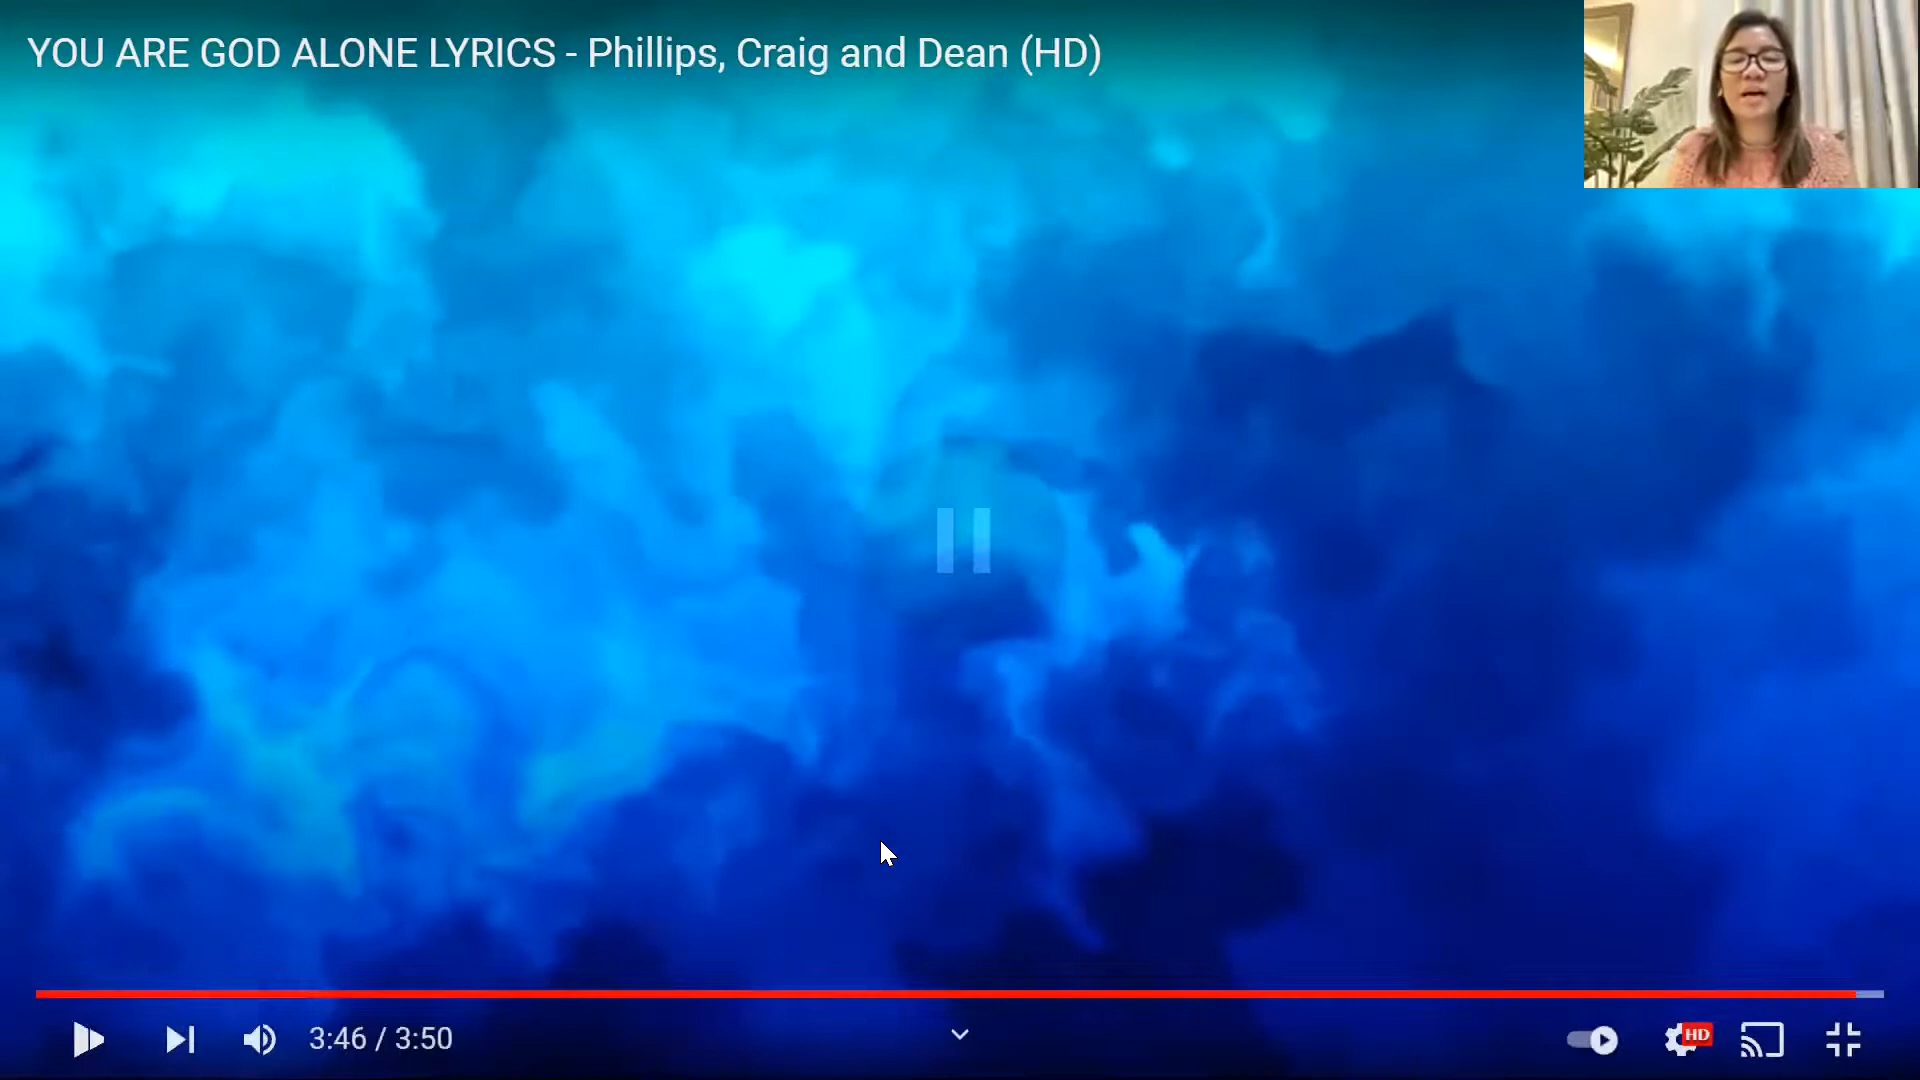 YOU ARE GOD ALONE LYRICS - Phillips, Craig and Dean (HD)
3:46 / 3:50
HD